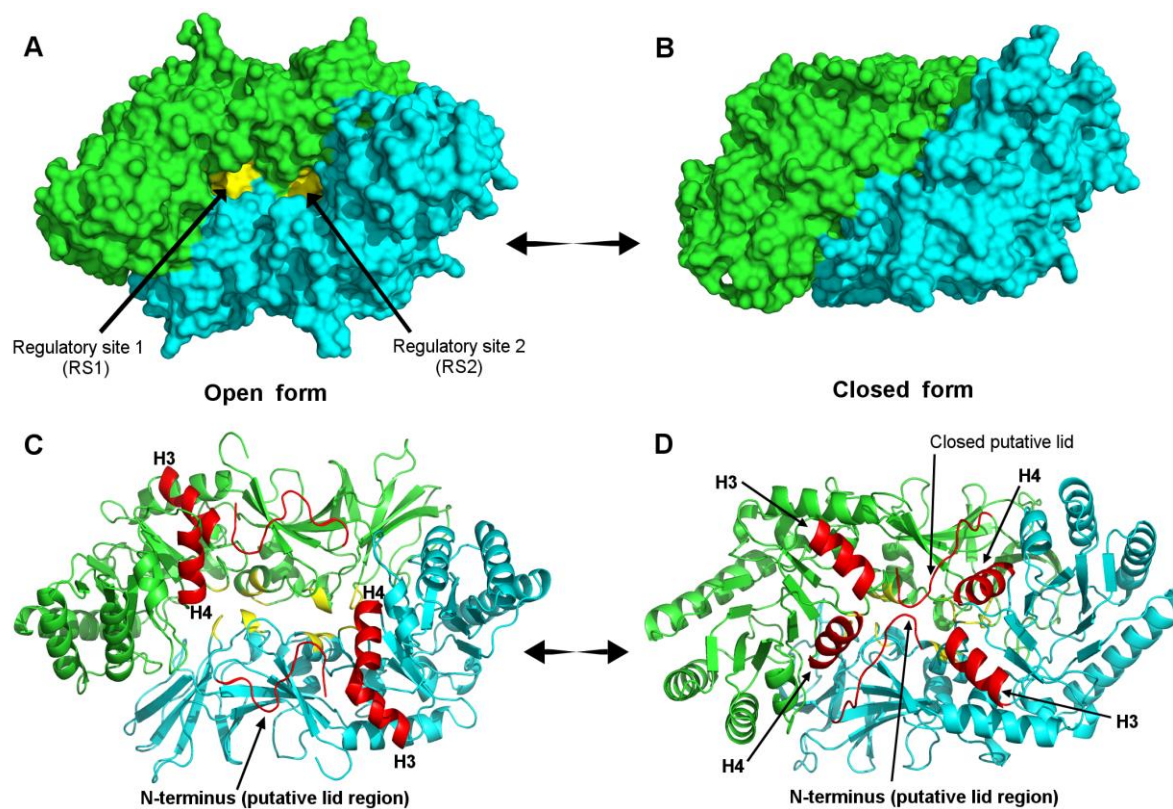 A
B
Regulatory site 1
(RS1)
Regulatory site 2
(RS2)
Open form
Closed form
C
D
H3
H4
H4
H3
N-terminus (putative lid region)
Closed putative lid
H3
H4
H4
H3
N-terminus (putative lid region)